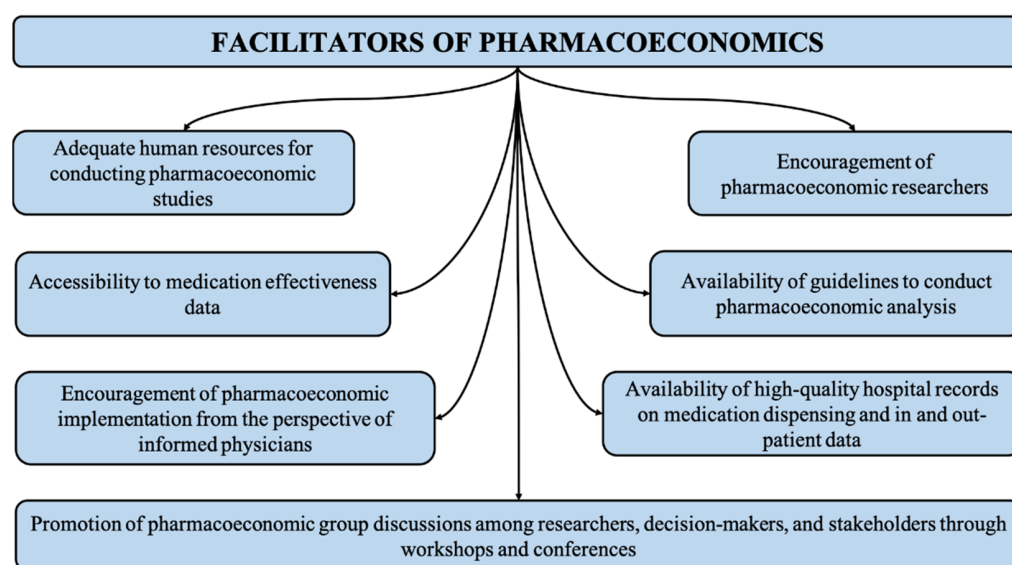 FACILITATORS OF PHARMACOECONOMICS
Adequate human resources for
conducting pharmacoeconomic
studies
Encouragement of
pharmacoeconomic researchers
Accessibility to medication effectiveness
data
Availability of guidelines to conduct
pharmacoeconomic analysis
Encouragement of pharmacoeconomic
implementation from the perspective of
informed physicians
Availability of high-quality hospital records
on medication dispensing and in and out-
patient data
Promotion of pharmacoeconomic group discussions among researchers, decision-makers, and stakeholders through
workshops and conferences